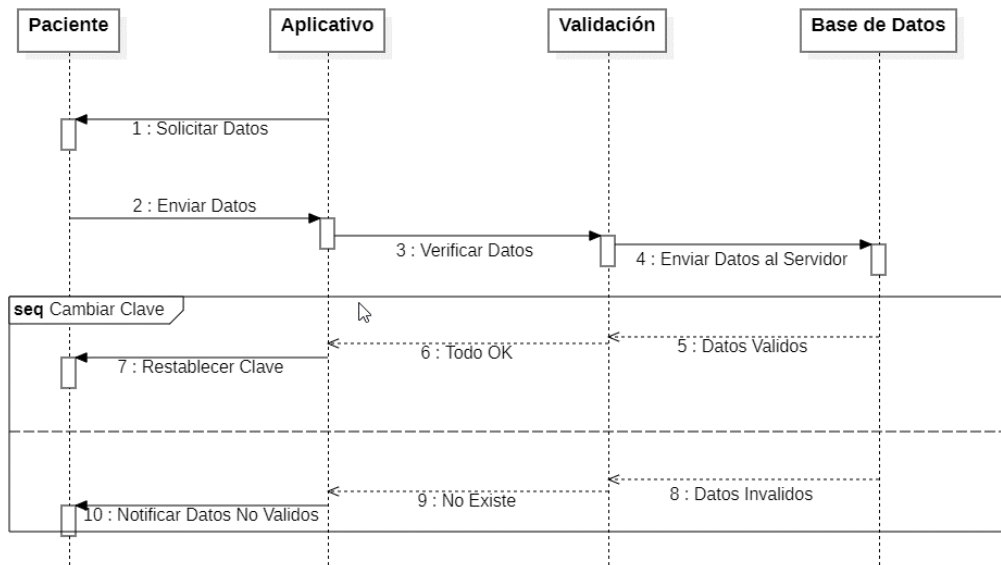 Paciente
Aplicativo
Validación
Base de Datos
1 : Solicitar Datos
2 : Enviar Datos
3 : Verificar Datos
4 : Enviar Datos al Servidor
seq Cambiar Clave
5 : Datos Validos
6 : Todo OK
7 : Restablecer Clave
8 : Datos Invalidos
9 : No Existe
10 : Notificar Datos No Validos